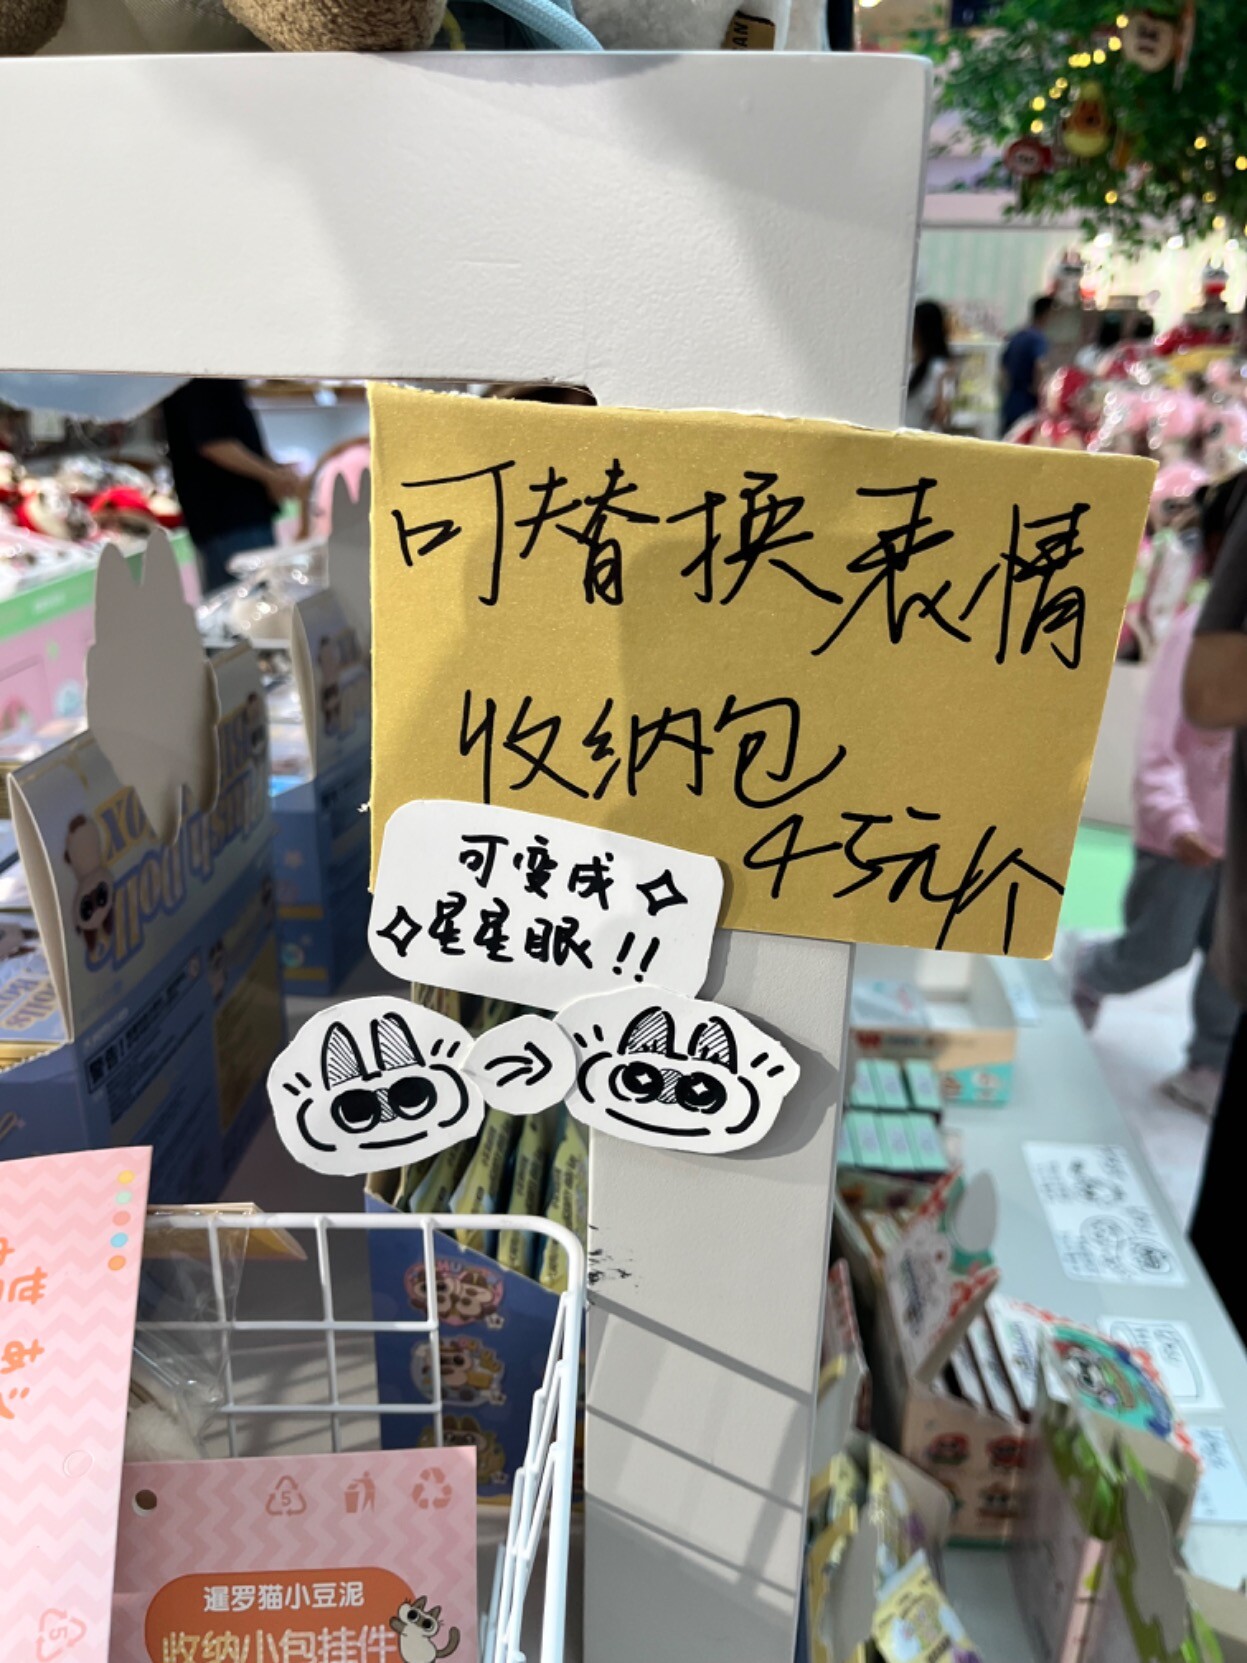 可替换表情
收纳包
45元/个
可变成
星星眼!!
暹罗猫小豆泥
收纳小包挂件